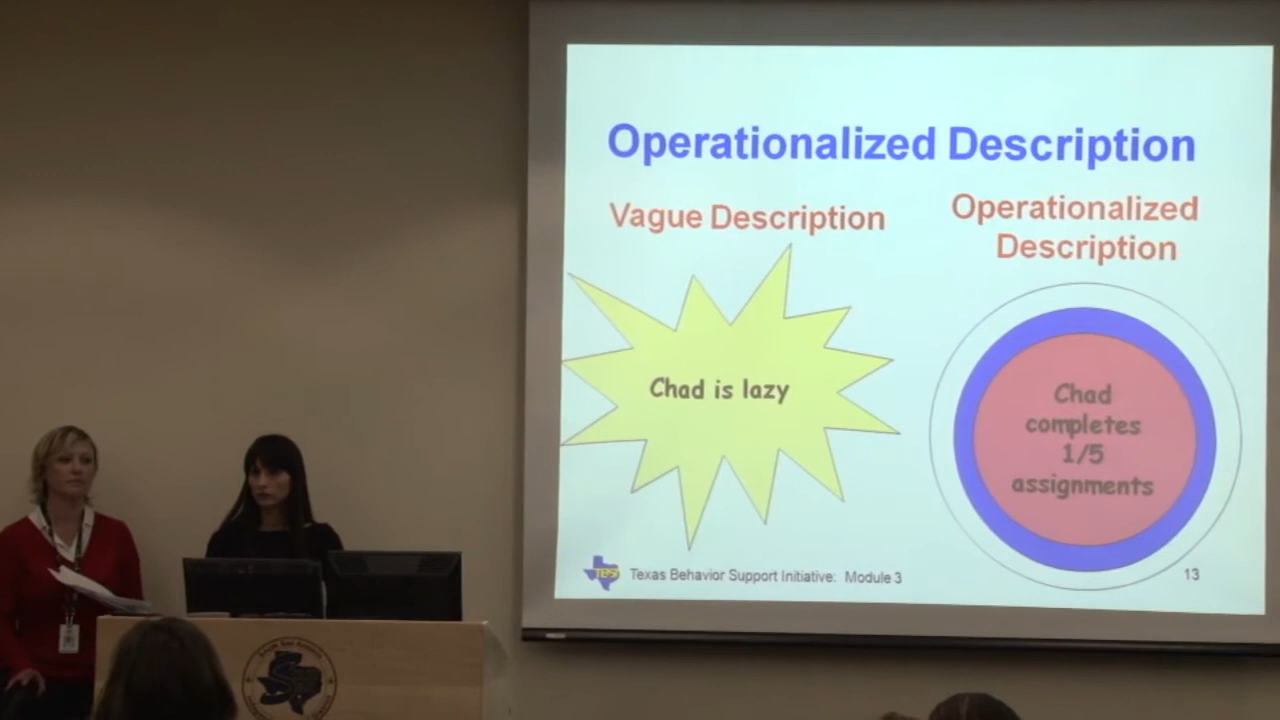 Operationalized Description
Vague Description
Operationalized
Description
Chad is lazy
Chad
completes
1/5
assignments
TBSI
Texas Behavior Support Initiative: Module 3
13